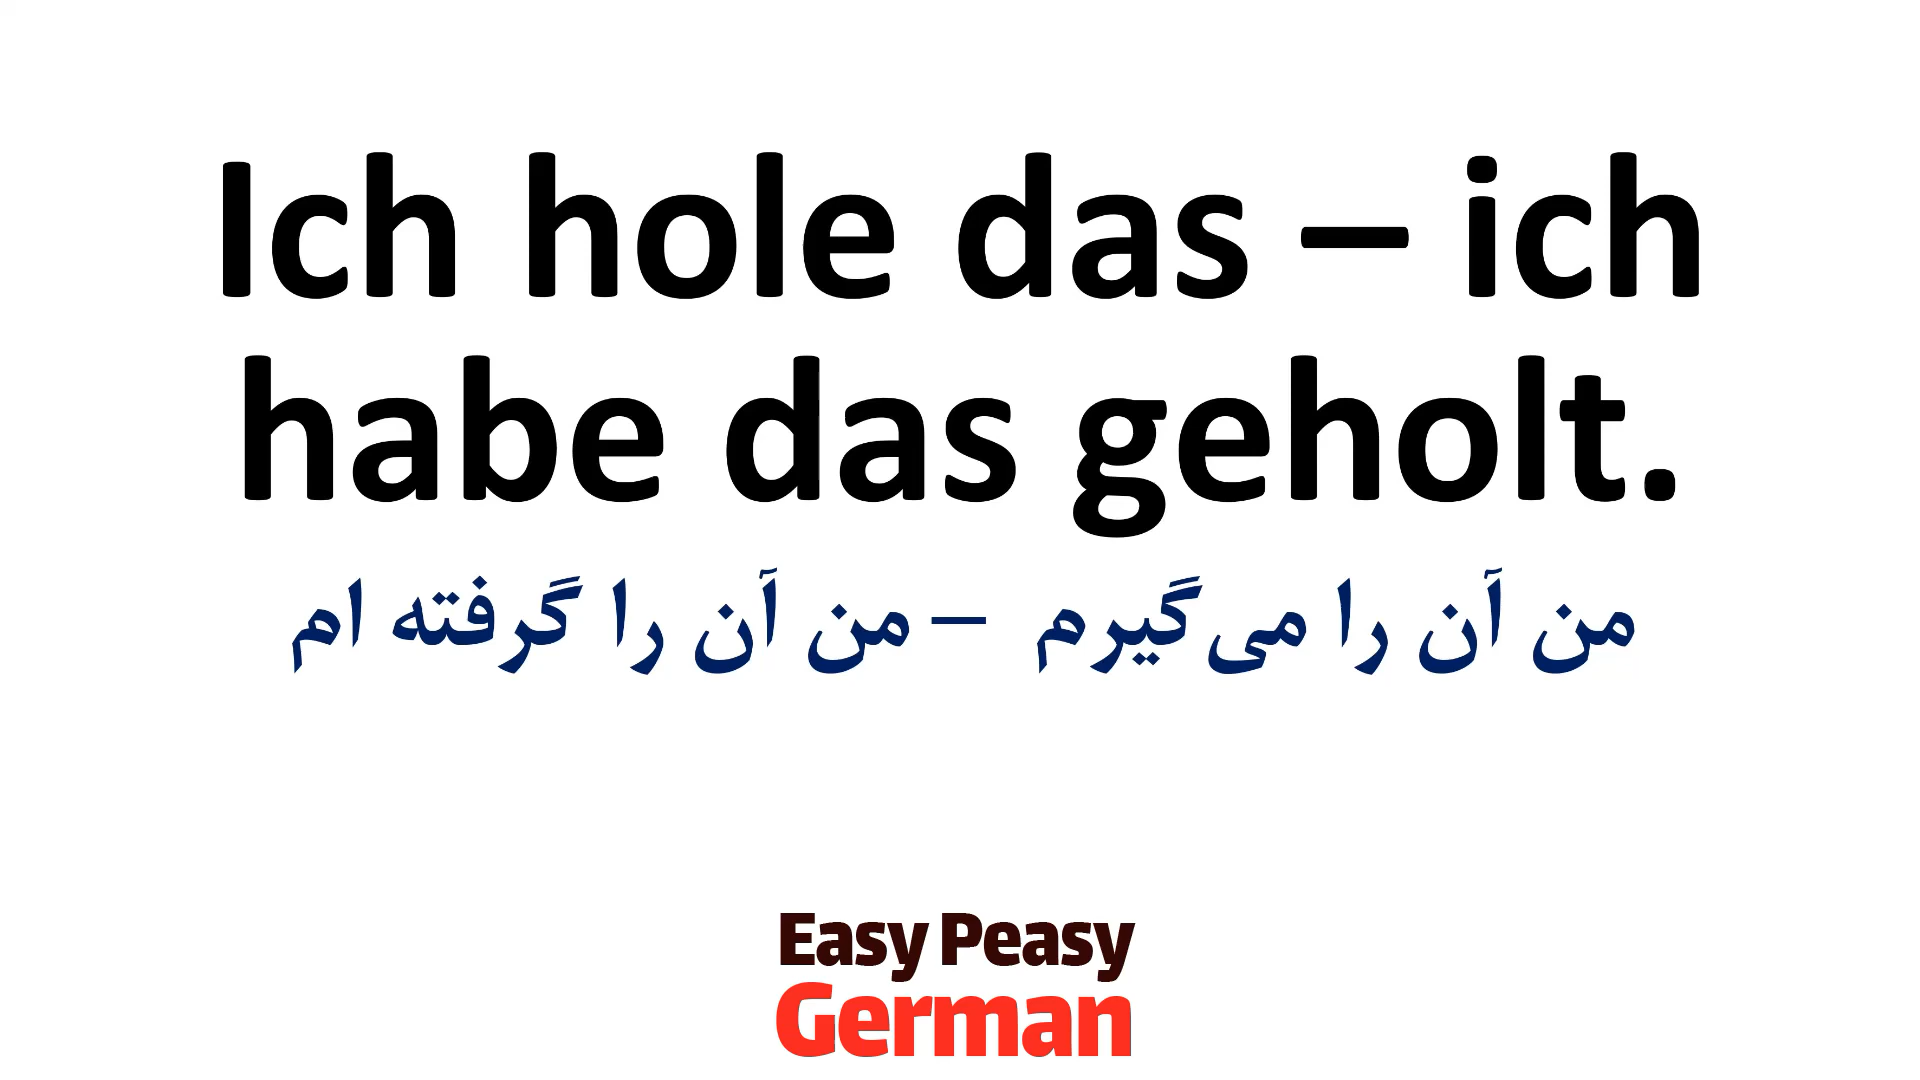 Ich hole das – ich
habe das geholt.
من آن را می‌گیرم – من آن را گرفته ام
Easy Peasy
German